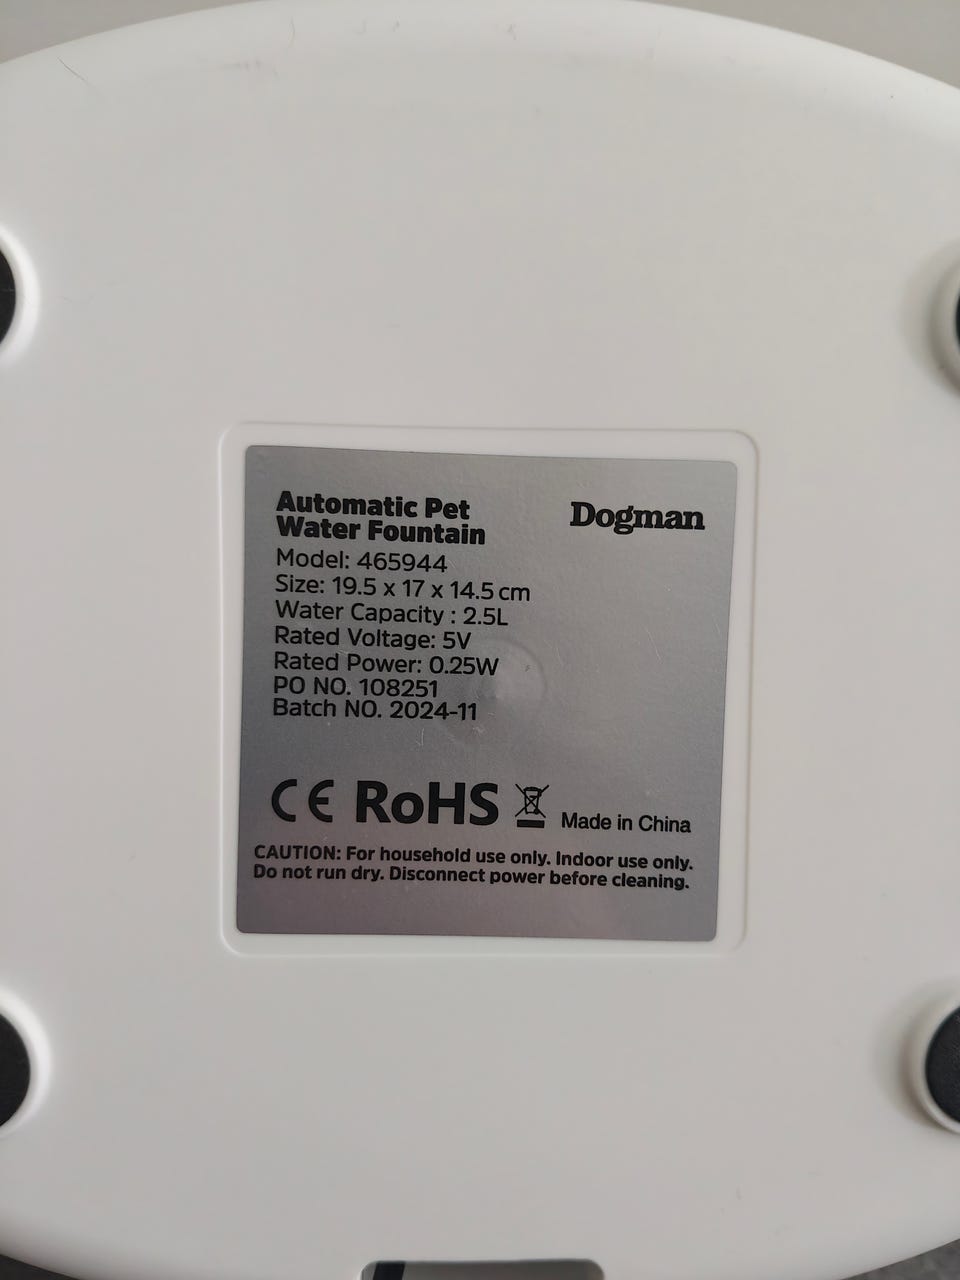 Automatic Pet
Water Fountain
Dogman
Model: 465944
Size: 19.5 x 17 x 14.5 cm
Water Capacity : 2.5L
Rated Voltage: 5V
Rated Power: 0.25W
PO NO. 108251
Batch NO. 2024-11
CE RoHS Made in China
CAUTION: For household use only. Indoor use only.
Do not run dry. Disconnect power before cleaning.